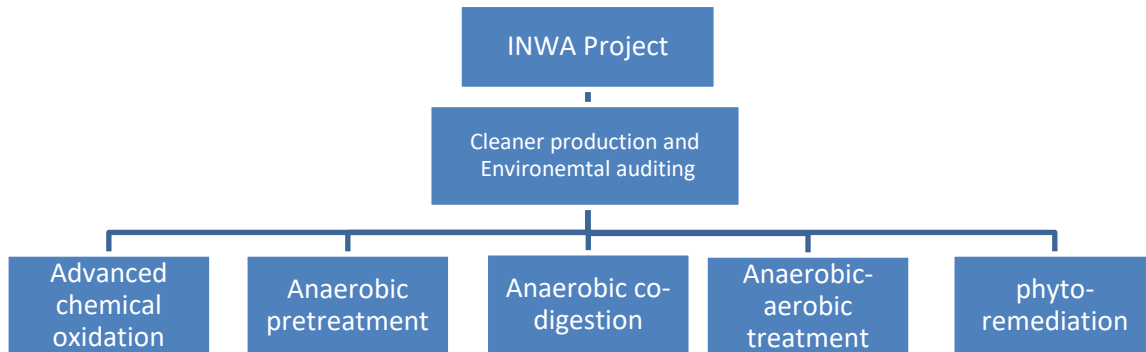 INWA Project
Cleaner production and
Environemtal auditing
Advanced
chemical
oxidation
Anaerobic
pretreatment
Anaerobic co-
digestion
Anaerobic-
aerobic
treatment
phyto-
remediation